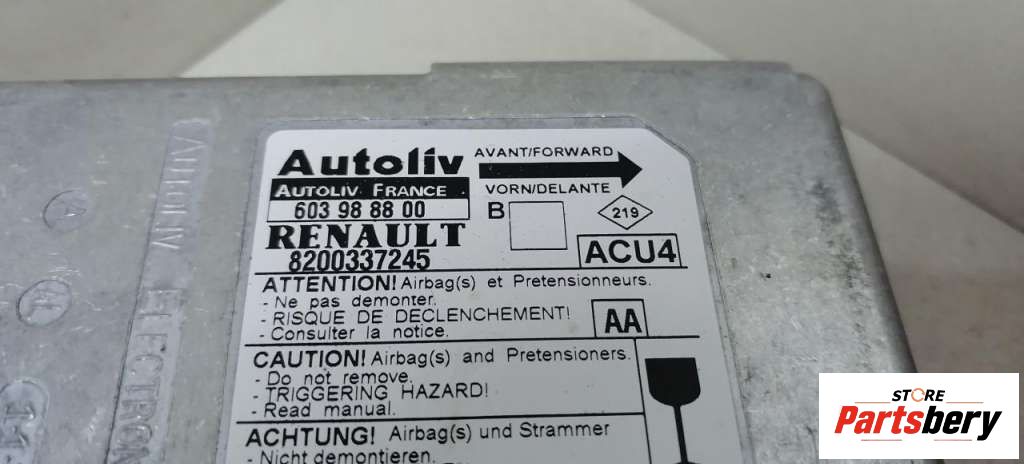 Autoliv
AUTOLIV FRANCE
603 98 88 00
RENAULT
8200337245
AVANT/FORWARD
VORN/DELANTE
B
219
ACU4
ATTENTION! Airbag(s) et Pretensionneurs.
- Ne pas demonter.
- RISQUE DE DECLENCHEMENT!
- Consulter la notice.
AA
CAUTION! Airbag(s) and Pretensioners.
- Do not remove.
- TRIGGERING HAZARD!
- Read manual.
ACHTUNG! Airbag(s) und Strammer
- Nicht demontieren.
AUTOLIV ELECTRON
STORE
Partsbery